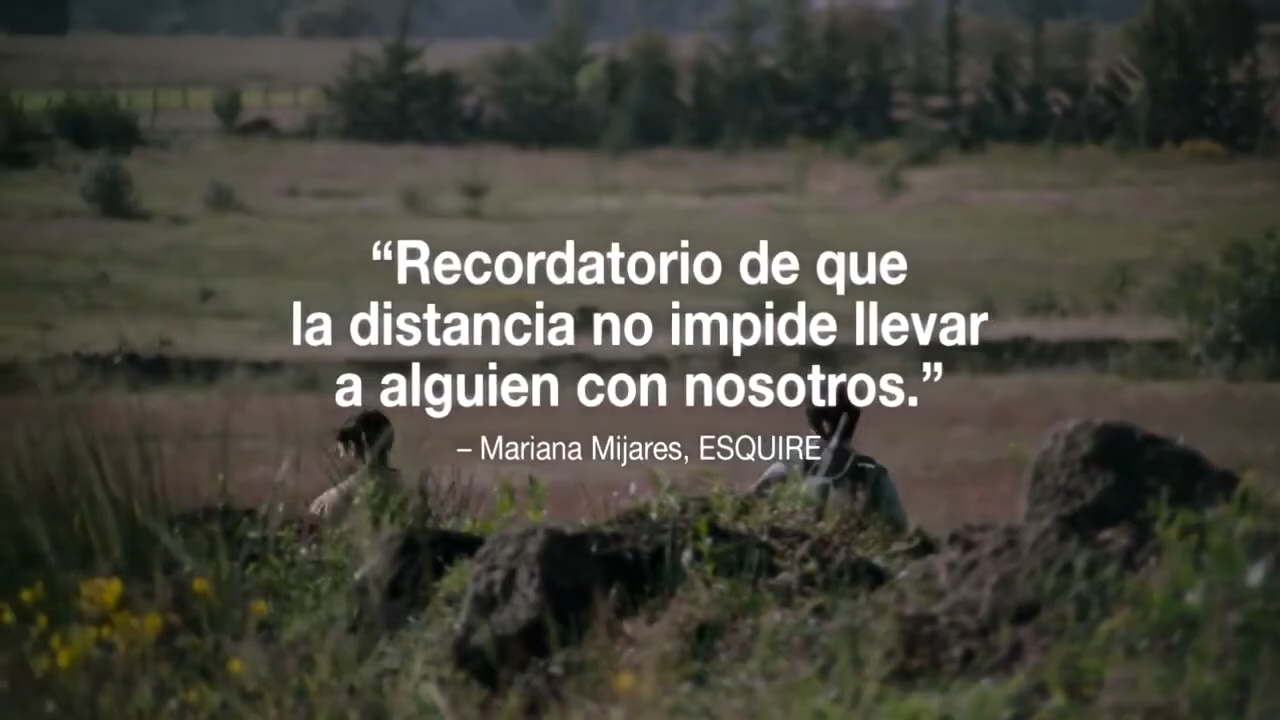 “Recordatorio de que
la distancia no impide llevar
a alguien con nosotros.”
– Mariana Mijares, ESQUIRE